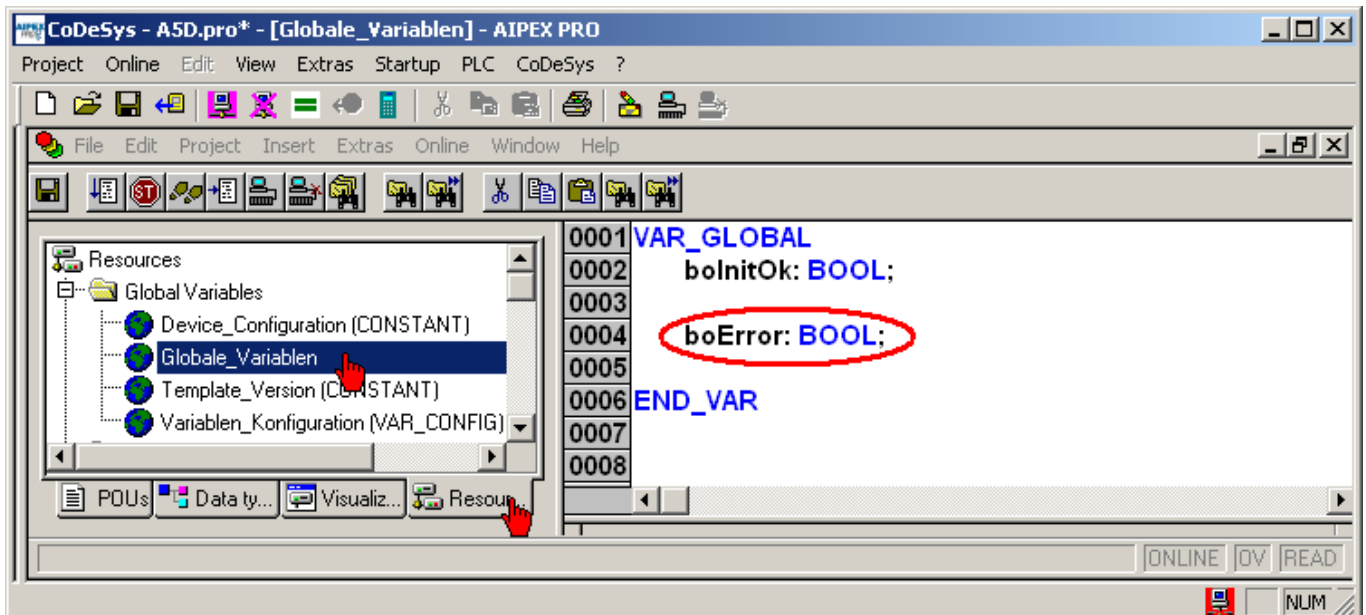 CoDeSys - A5D.pro* - [Globale_Variablen] - AIPEX PRO
Project Online Edit View Extras Startup PLC CoDeSys ?
File Edit Project Insert Extras Online Window Help
Resources
Global Variables
Device_Configuration (CONSTANT)
Globale_Variablen
Template_Version (CONSTANT)
Variablen_Konfiguration (VAR_CONFIG)
POUs Data ty... Visualiz... Resour...
0001 VAR_GLOBAL
0002 boInitOk: BOOL;
0003
0004 boError: BOOL;
0005
0006 END_VAR
0007
0008
ONLINE OV READ
NUM